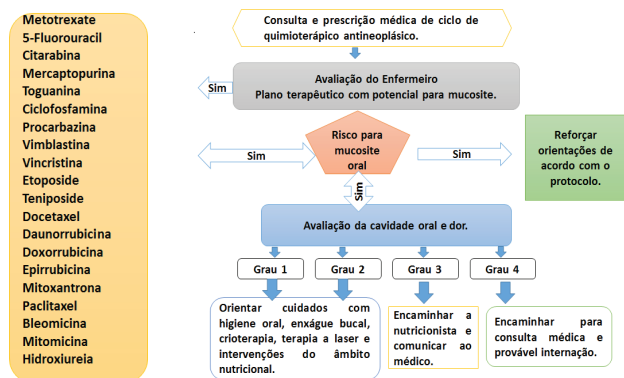 Metotrexate
5-Fluorouracil
Citarabina
Mercaptopurina
Toguanina
Ciclofosfamina
Procarbazina
Vimblastina
Vincristina
Etoposide
Teniposide
Docetaxel
Daunorrubicina
Doxorrubicina
Epirrubicina
Mitoxantrona
Paclitaxel
Bleomicina
Mitomicina
Hidroxiureia
Consulta e prescrição médica de ciclo de
quimioterápico antineoplásico.
Sim
Avaliação do Enfermeiro
Plano terapêutico com potencial para mucosite.
Sim
Risco para
mucosite
oral
Sim
Reforçar
orientações de
acordo com o
protocolo.
Sim
Avaliação da cavidade oral e dor.
Grau 1
Grau 2
Grau 3
Grau 4
Orientar cuidados com
higiene oral, enxágue bucal,
crioterapia, terapia a laser e
intervenções do âmbito
nutricional.
Encaminhar a
nutricionista e
comunicar ao
médico.
Encaminhar para
consulta médica e
provável internação.